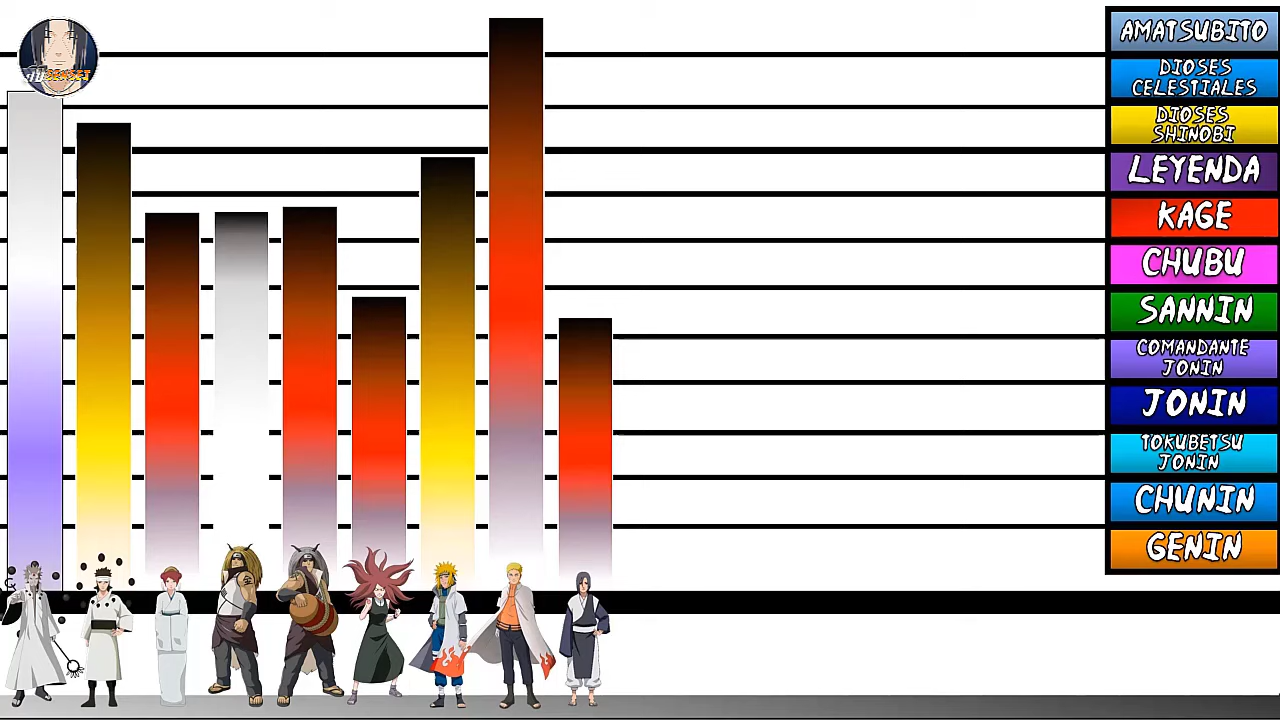 AMATSUBITO
DIOSES
CELESTIALES
DIOSES
SHINOBI
LEYENDA
KAGE
CHUBU
SANNIN
COMANDANTE
JONIN
JONIN
TOKUBETSU
JONIN
CHUNIN
GENIN